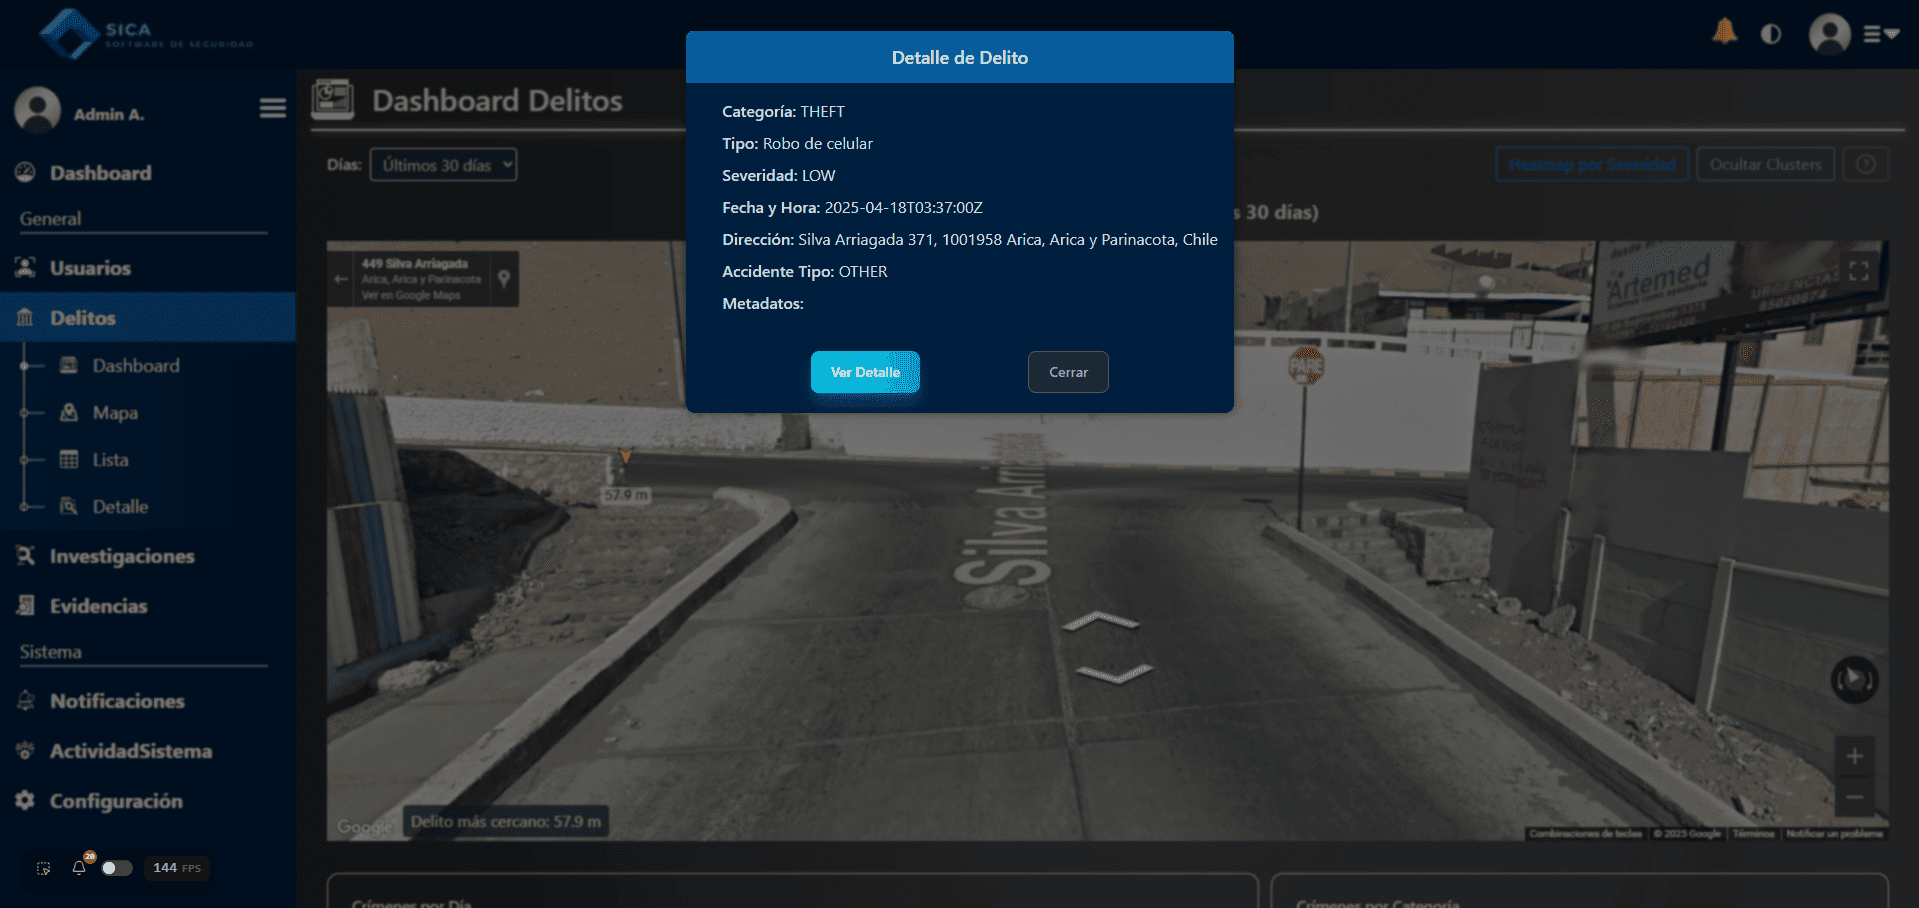 SICA
SOFTWARE DE SEGURIDAD
Admin A.
Dashboard
General
Usuarios
Delitos
Dashboard
Mapa
Lista
Detalle
Investigaciones
Evidencias
Sistema
Notificaciones
ActividadSistema
Configuración
20
144 FPS
Dashboard Delitos
Días:
Últimos 30 días
Heatmap por Severidad
Ocultar Clusters
?
s 30 días)
Detalle de Delito
Categoría: THEFT
Tipo: Robo de celular
Severidad: LOW
Fecha y Hora: 2025-04-18T03:37:00Z
Dirección: Silva Arriagada 371, 1001958 Arica, Arica y Parinacota, Chile
Accidente Tipo: OTHER
Metadatos:
Ver Detalle
Cerrar
449 Silva Arriagada
Arica, Arica y Parinacota
Ver en Google Maps
Artemed
URGENCIA
57.9 m
Silva Arria
Google
Delito más cercano: 57.9 m
Combinaciones de teclas
© 2025 Google
Términos
Notificar un problema
Crímenes por Día
Crímenes por Categoría